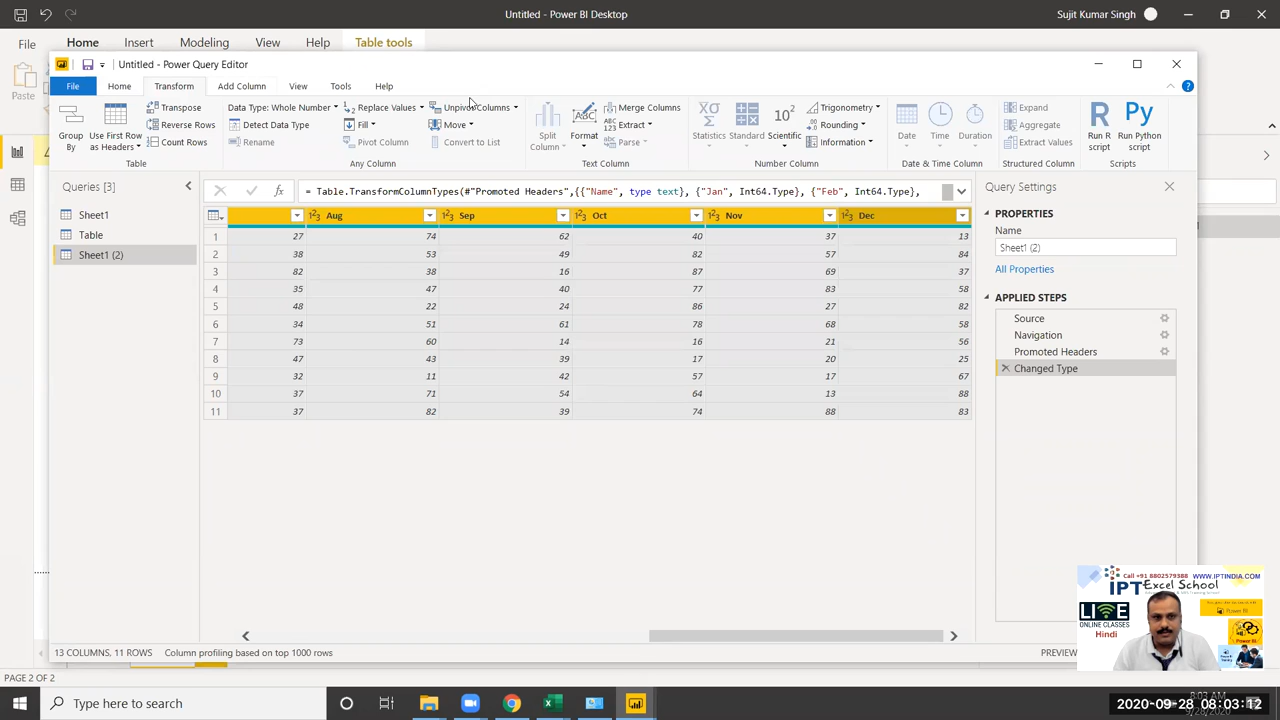 Untitled - Power BI Desktop
Sujit Kumar Singh
File Home Insert Modeling View Help Table tools
Paste
Untitled - Power Query Editor
File Home Transform Add Column View Tools Help
Group By
Use First Row as Headers
Transpose
Reverse Rows
Count Rows
Table
Data Type: Whole Number
Detect Data Type
Rename
Replace Values
Fill
Pivot Column
Unpivot Columns
Move
Convert to List
Any Column
Split Column
Format
Merge Columns
Extract
Parse
Text Column
Statistics
Standard
Scientific
Trigonometry
Rounding
Information
Number Column
Date
Time
Duration
Date & Time Column
Expand
Aggregate
Extract Values
Structured Column
Run R script
Run Python script
Scripts
Queries [3]
Sheet1
Table
Sheet1 (2)
= Table.TransformColumnTypes(#"Promoted Headers",{{"Name", type text}, {"Jan", Int64.Type}, {"Feb", Int64.Type},
Aug Sep Oct Nov Dec
1 27 74 62 40 37 13
2 38 53 49 82 57 84
3 82 38 16 87 69 37
4 35 47 40 77 83 58
5 48 22 24 86 27 82
6 34 51 61 78 68 58
7 73 60 14 16 21 56
8 47 43 39 17 20 25
9 32 11 42 57 17 67
10 37 71 54 64 13 88
11 37 82 39 74 88 83
Query Settings
PROPERTIES
Name
Sheet1 (2)
All Properties
APPLIED STEPS
Source
Navigation
Promoted Headers
Changed Type
13 COLUMNS, 11 ROWS Column profiling based on top 1000 rows
PREVIEW
Call +91 8802579388 WWW.IPTINDIA.COM
IPT Excel School
LIVE
ONLINE CLASSES
Hindi
Power BI
PAGE 2 OF 2
Type here to search
8:03 AM
2020-09-28 08:03:12